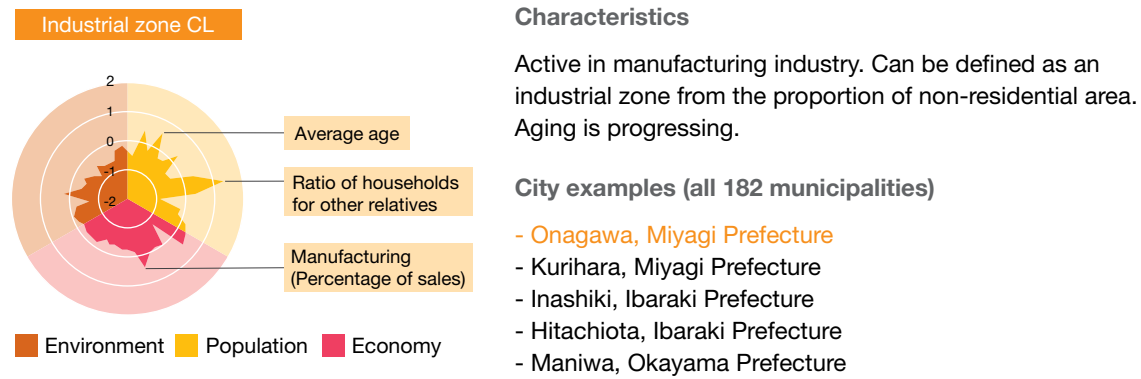 Industrial zone CL
2
1
0
-1
-2
Average age
Ratio of households
for other relatives
Manufacturing
(Percentage of sales)
Environment
Population
Economy
Characteristics
Active in manufacturing industry. Can be defined as an
industrial zone from the proportion of non-residential area.
Aging is progressing.
City examples (all 182 municipalities)
- Onagawa, Miyagi Prefecture
- Kurihara, Miyagi Prefecture
- Inashiki, Ibaraki Prefecture
- Hitachiota, Ibaraki Prefecture
- Maniwa, Okayama Prefecture